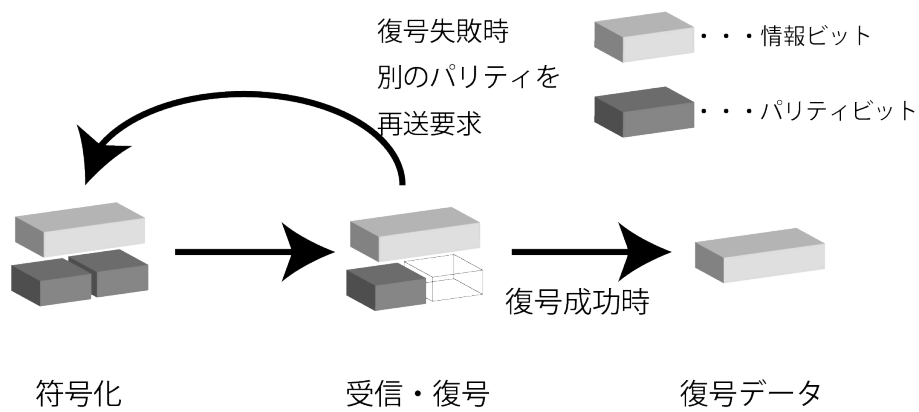 復号失敗時
別のパリティを
再送要求
・・・情報ビット
・・・パリティビット
復号成功時
符号化
受信・復号
復号データ